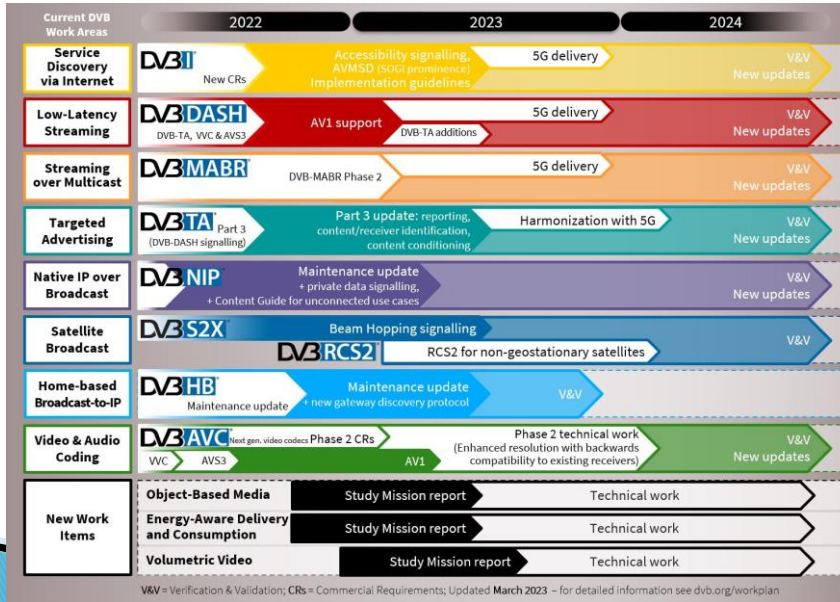 Current DVB
Work Areas
2022
2023
2024
Service
Discovery
via Internet
DVB I
New CRs
Accessibility signalling,
AVMSD (SOGI prominence)
Implementation guidelines
5G delivery
V&V
New updates
Low-Latency
Streaming
DVB DASH
DVB-TA, VVC & AVS3
AV1 support
5G delivery
DVB-TA additions
V&V
New updates
Streaming
over Multicast
DVB MABR
DVB-MABR Phase 2
5G delivery
V&V
New updates
Targeted
Advertising
DVB TA Part 3
(DVB-DASH signalling)
Part 3 update: reporting,
content/receiver identification,
content conditioning
Harmonization with 5G
V&V
New updates
Native IP over
Broadcast
DVB NIP
Maintenance update
+ private data signalling,
+ Content Guide for unconnected use cases
V&V
New updates
Satellite
Broadcast
DVB S2X
Beam Hopping signalling
DVB RCS2
RCS2 for non-geostationary satellites
V&V
Home-based
Broadcast-to-IP
DVB HB
Maintenance update
Maintenance update
+ new gateway discovery protocol
V&V
Video & Audio
Coding
DVB AVC Next gen. video codecs Phase 2 CRs
VVC
AVS3
AV1
Phase 2 technical work
(Enhanced resolution with backwards
compatibility to existing receivers)
V&V
New updates
New Work
Items
Object-Based Media
Study Mission report
Technical work
Energy-Aware Delivery
and Consumption
Study Mission report
Technical work
Volumetric Video
Study Mission report
Technical work
V&V = Verification & Validation; CRs = Commercial Requirements; Updated March 2023 – for detailed information see dvb.org/workplan